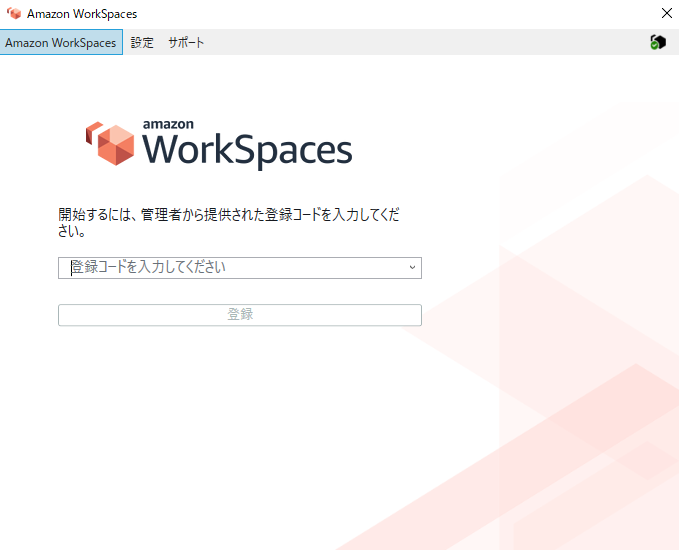 Amazon WorkSpaces
Amazon WorkSpaces 設定 サポート
amazon
WorkSpaces
開始するには、管理者から提供された登録コードを入力してくだ
さい。
登録コードを入力してください
登録